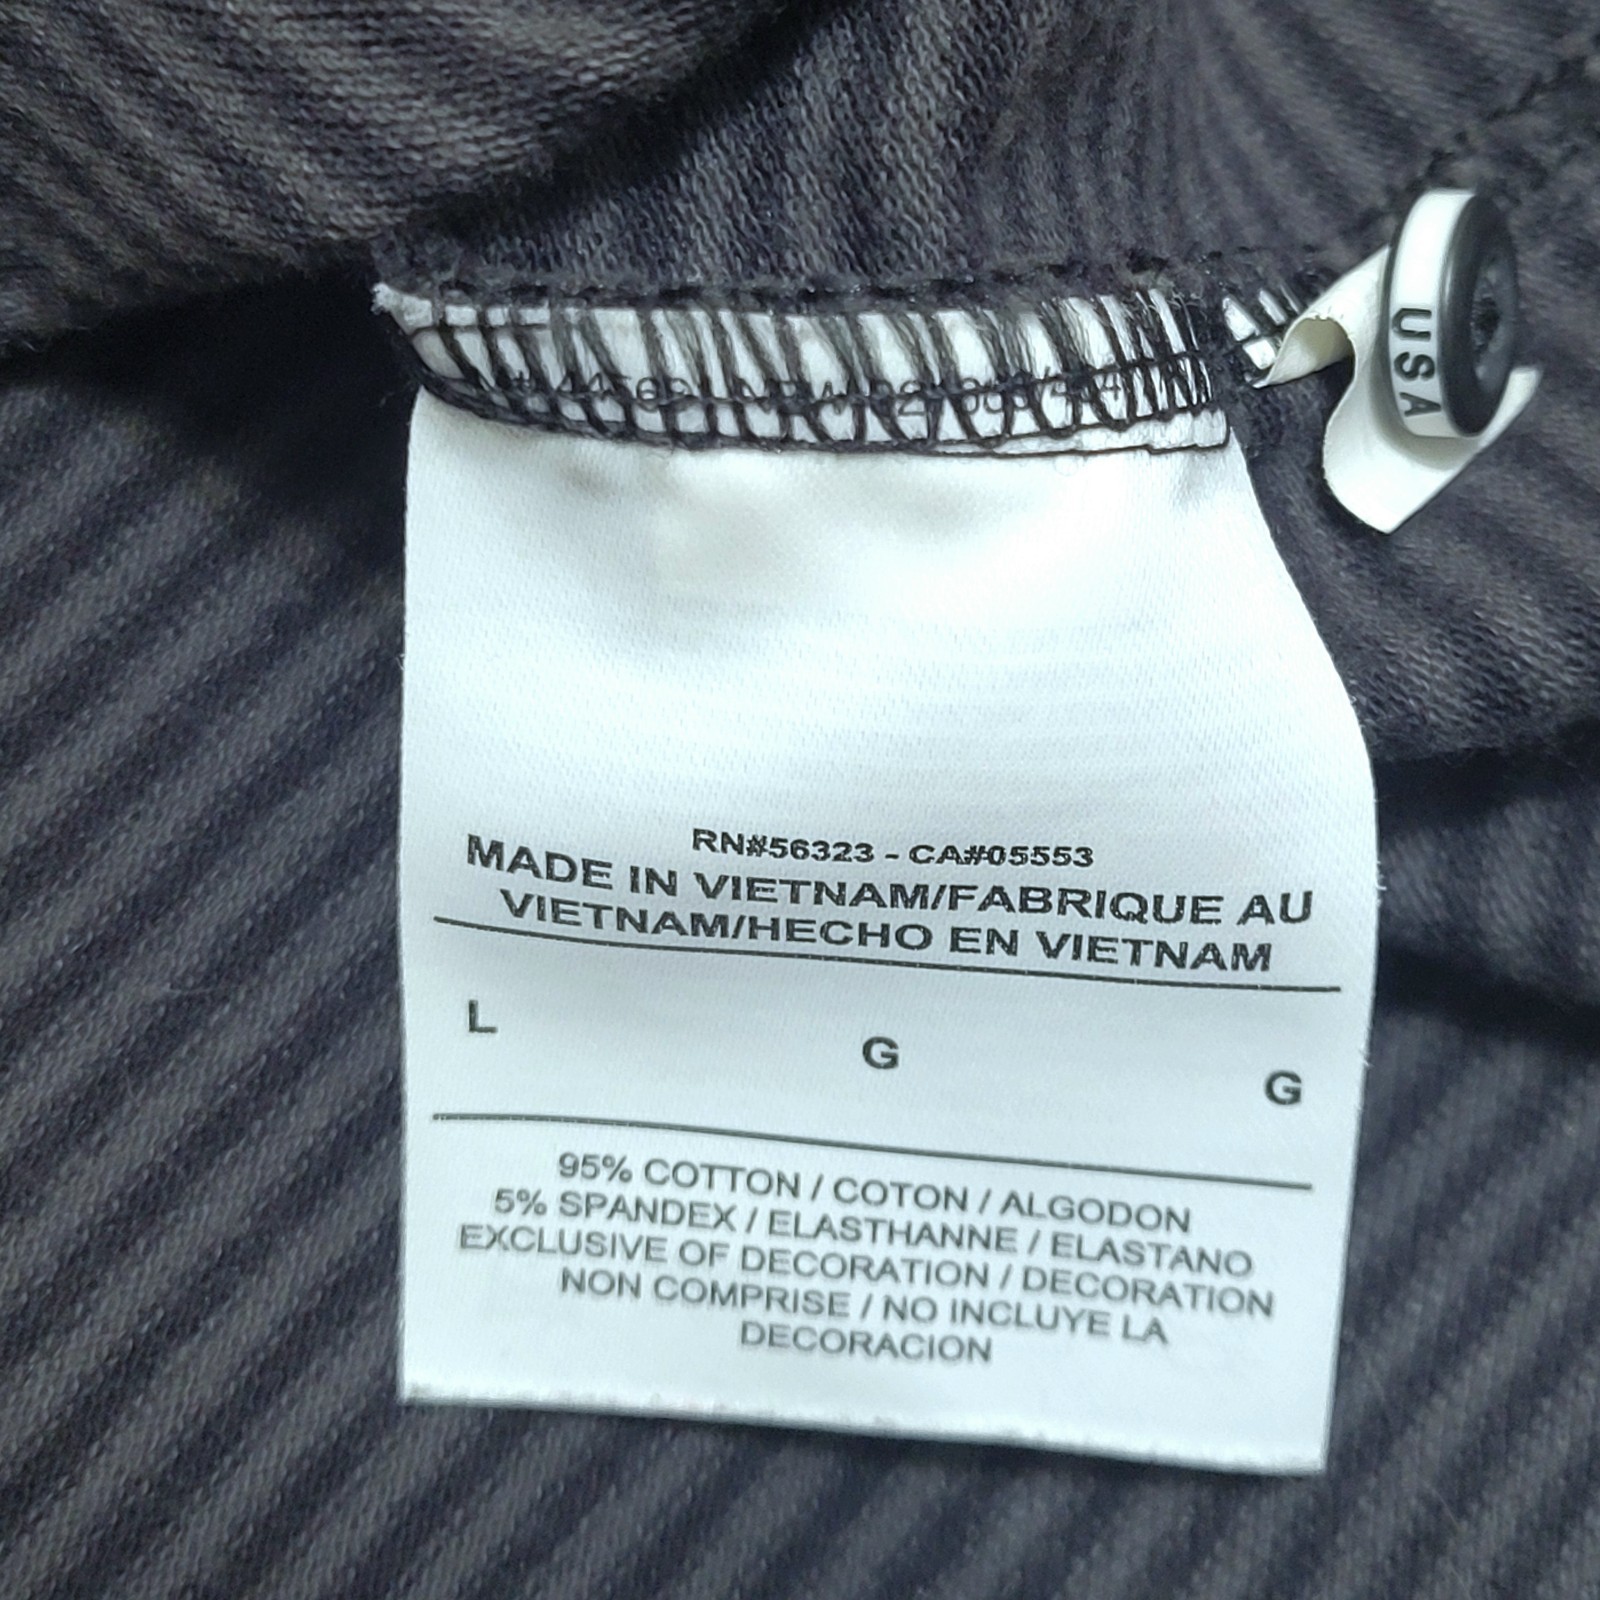 USA
RN#56323 - CA#05553
MADE IN VIETNAM/FABRIQUE AU
VIETNAM/HECHO EN VIETNAM
L G G
95% COTTON / COTON / ALGODON
5% SPANDEX / ELASTHANNE / ELASTANO
EXCLUSIVE OF DECORATION / DECORATION
NON COMPRISE / NO INCLUYE LA
DECORACION